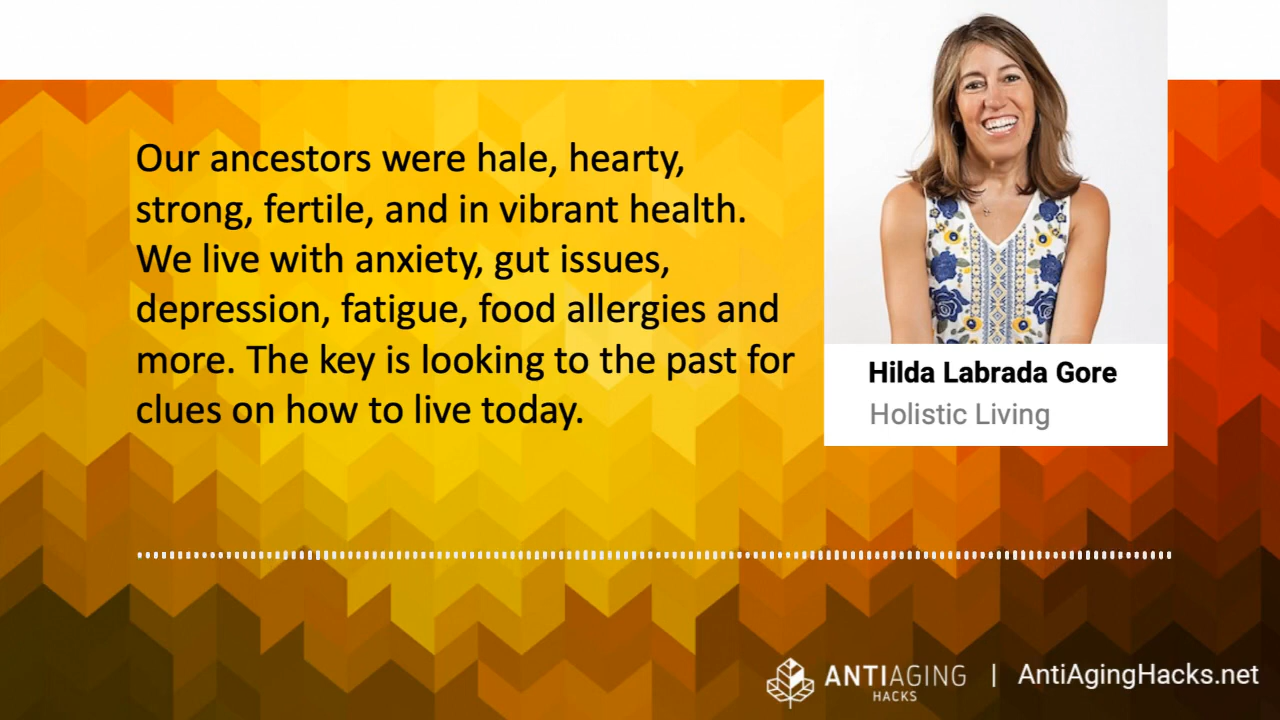 Our ancestors were hale, hearty,
strong, fertile, and in vibrant health.
We live with anxiety, gut issues,
depression, fatigue, food allergies and
more. The key is looking to the past for
clues on how to live today.
Hilda Labrada Gore
Holistic Living
ANTIAGING
HACKS
| AntiAgingHacks.net